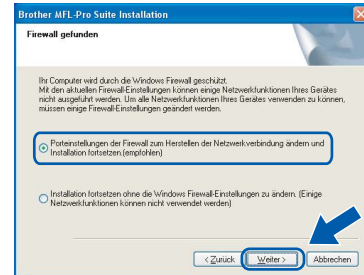 Brother MFL-Pro Suite Installation
Firewall gefunden
Ihr Computer wird durch die Windows Firewall geschützt.
Mit den aktuellen Firewall-Einstellungen können einige Netzwerkfunktionen Ihres Gerätes
nicht ausgeführt werden. Um alle Netzwerkfunktionen Ihres Gerätes verwenden zu können,
müssen einige Firewall-Einstellungen geändert werden.
Porteinstellungen der Firewall zum Herstellen der Netzwerkverbindung ändern und
Installation fortsetzen.(empfohlen)
Installation fortsetzen ohne die Windows Firewall-Einstellungen zu ändern. (Einige
Netzwerkfunktionen können nicht verwendet werden)
< Zurück Weiter > Abbrechen